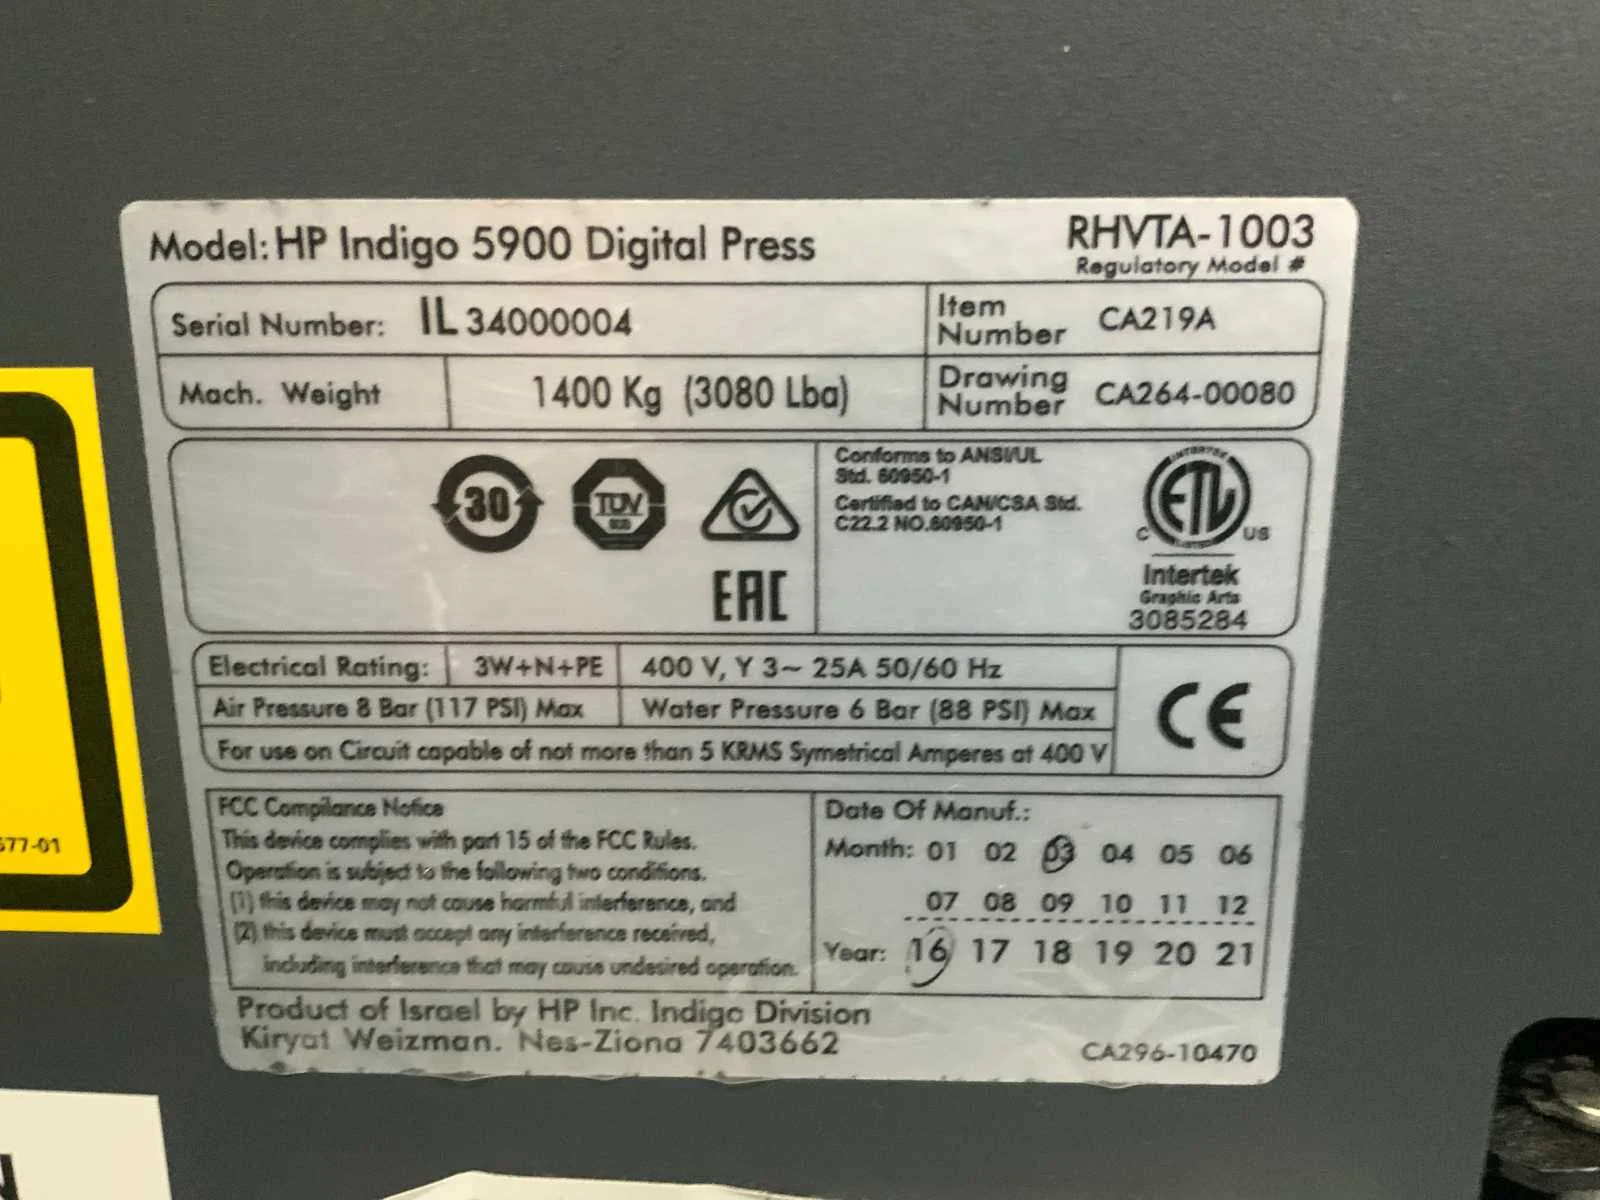 Model: HP Indigo 5900 Digital Press
RHVTA-1003
Regulatory Model #
Serial Number: IL 34000004
Item Number CA219A
Mach. Weight 1400 Kg (3080 Lba)
Drawing Number CA264-00080
30
TÜV
SÜD
EAC
Conforms to ANSI/UL
Std. 60950-1
Certified to CAN/CSA Std.
C22.2 NO.60950-1
INTERTEK
ETL
LISTED
C US
Intertek
Graphic Arts
3085284
Electrical Rating: 3W+N+PE 400 V, Y 3~ 25A 50/60 Hz
Air Pressure 8 Bar (117 PSI) Max Water Pressure 6 Bar (88 PSI) Max
For use on Circuit capable of not more than 5 KRMS Symetrical Amperes at 400 V
CE
FCC Compilance Notice
This device complies with part 15 of the FCC Rules.
Operation is subject to the following two conditions.
(1) this device may not cause harmful interference, and
(2) this device must accept any interference received,
including interference that may cause undesired operation.
Date Of Manuf.:
Month: 01 02 03 04 05 06
07 08 09 10 11 12
Year: 16 17 18 19 20 21
Product of Israel by HP Inc. Indigo Division
Kiryat Weizman. Nes-Ziona 7403662
CA296-10470
577-01
N